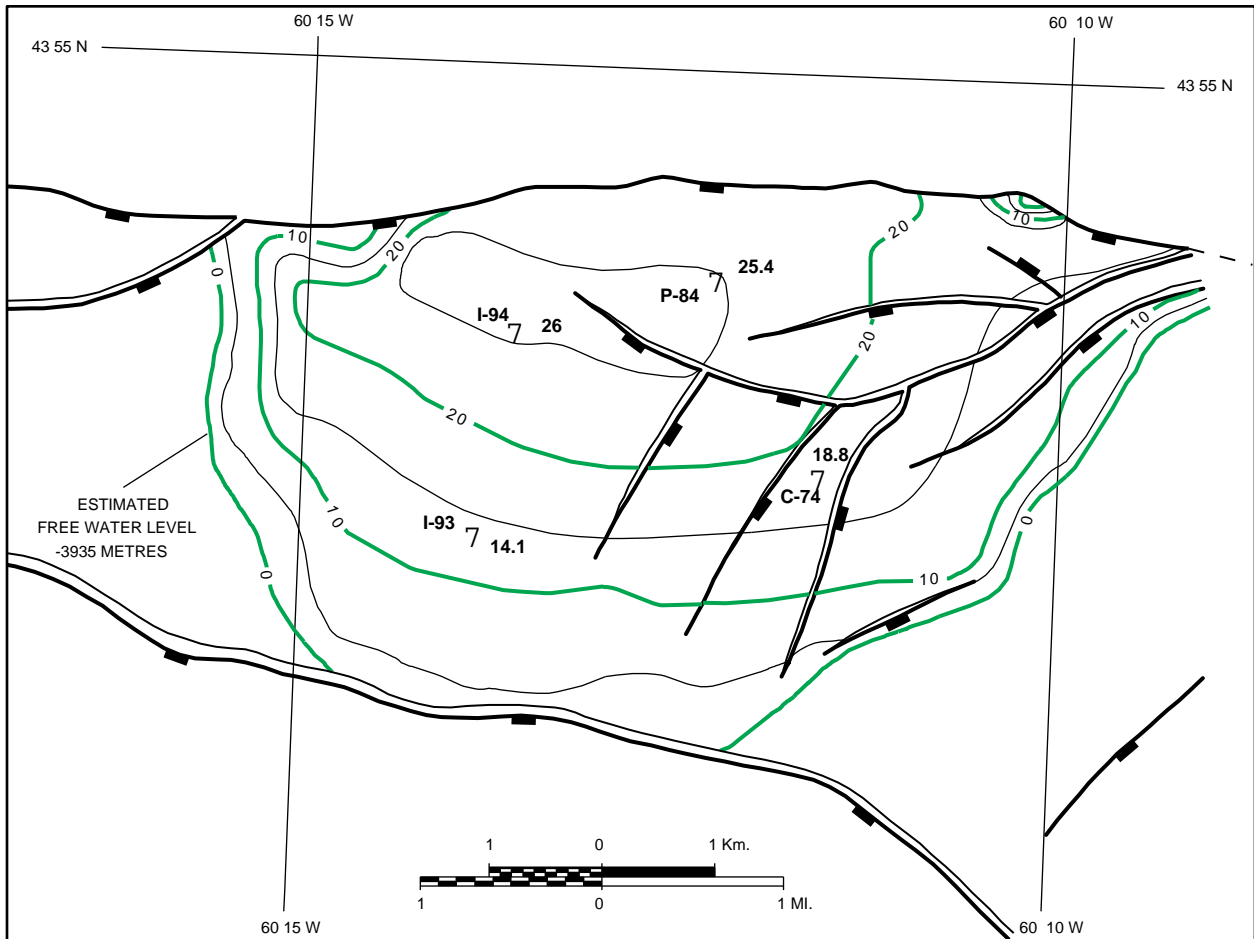 60 15 W
60 10 W
43 55 N
43 55 N
10
20
0
20
10
25.4
P-84
I-94
26
10
20
20
18.8
C-74
ESTIMATED
FREE WATER LEVEL
-3935 METRES
10
I-93
14.1
0
10
0
1 0 1 Km.
1 0 1 MI.
60 15 W
60 10 W